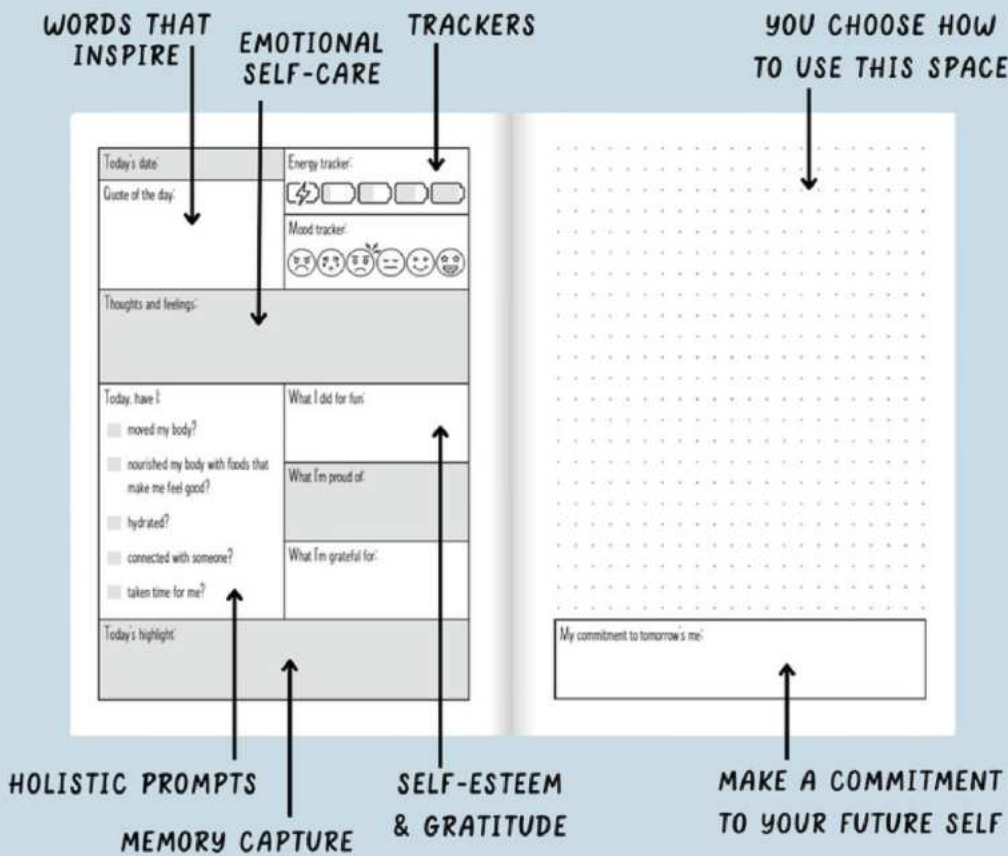 WORDS THAT
INSPIRE
EMOTIONAL
SELF-CARE
TRACKERS
YOU CHOOSE HOW
TO USE THIS SPACE
Today's date:
Quote of the day:
Energy tracker:
Mood tracker:
Thoughts and feelings:
Today, have I:
moved my body?
nourished my body with foods that
make me feel good?
hydrated?
connected with someone?
taken time for me?
What I did for fun:
What I'm proud of:
What I'm grateful for:
Today's highlight:
My commitment to tomorrow's me:
HOLISTIC PROMPTS
MEMORY CAPTURE
SELF-ESTEEM
& GRATITUDE
MAKE A COMMITMENT
TO YOUR FUTURE SELF